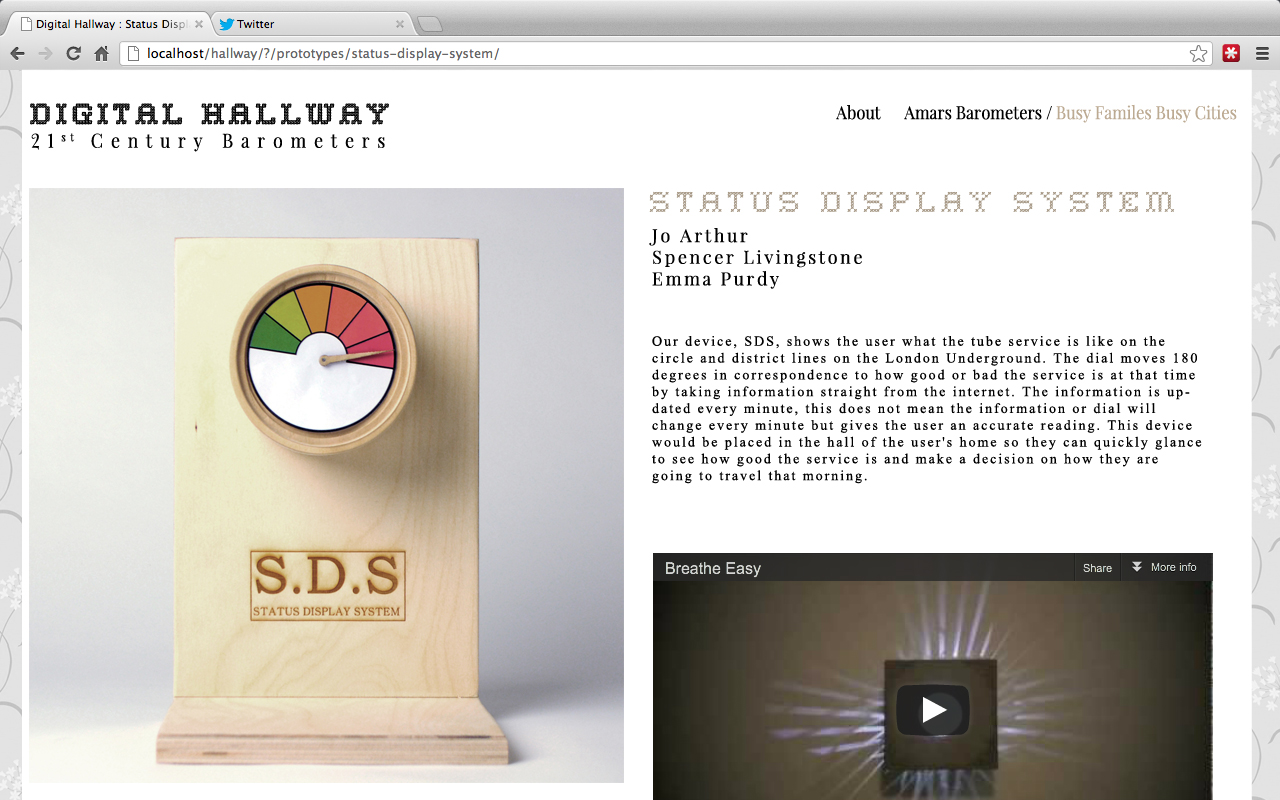 Digital Hallway : Status Displ
Twitter
localhost/hallway/?/prototypes/status-display-system/
DIGITAL HALLWAY
21st Century Barometers
About Amars Barometers / Busy Familes Busy Cities
STATUS DISPLAY SYSTEM
Jo Arthur
Spencer Livingstone
Emma Purdy
Our device, SDS, shows the user what the tube service is like on the
circle and district lines on the London Underground. The dial moves 180
degrees in correspondence to how good or bad the service is at that time
by taking information straight from the internet. The information is up-
dated every minute, this does not mean the information or dial will
change every minute but gives the user an accurate reading. This device
would be placed in the hall of the user's home so they can quickly glance
to see how good the service is and make a decision on how they are
going to travel that morning.
S.D.S
STATUS DISPLAY SYSTEM
Breathe Easy
Share
More info